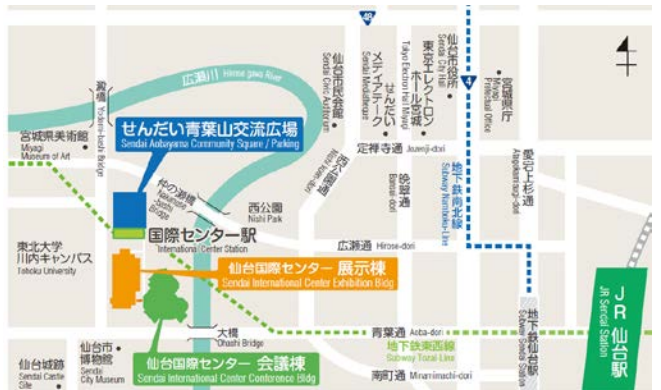 48
広瀬川 Hirose gawa River
澱橋
Yodomi-bashi Bridge
仙台市民会館
Sendai Civic Auditorium
せんだい
メディアテーク
Sendai Mediatheque
東京エレクトロン
ホール宮城
Tokyo Electron Hall Miyagi
仙台市役所
Sendai City Hall
4
宮城県庁
Miyagi
Prefectual Office
せんだい青葉山交流広場
Sendai Aobayama Community Square / Parking
宮城県美術館
Miyagi
Museum of Art
定禅寺通 Jozenji-dori
仲の瀬橋
Nakanose
-bashi
Bridge
西公園
Nishi Park
西公園通
Nishi koen-dori
晩翠通
Bansui-dori
地下鉄南北線
Subway Namboku-Line
愛宕上杉通
Atagokamisugi-dori
国際センター駅
International Center Station
広瀬通 Hirose-dori
東北大学
川内キャンパス
Tohoku University
仙台国際センター 展示棟
Sendai International Center Exhibition Bldg
JR 仙台駅
JR Sendai Station
地下鉄仙台駅
Subway Sendai Station
大橋
Ohashi Bridge
青葉通 Aoba-dori
地下鉄東西線
Subway Tozai-Line
仙台城跡
Sendai Castle
Site
仙台市
博物館
Sendai
City Museum
仙台国際センター 会議棟
Sendai International Center Conference Bldg
南町通 Minamimachi-dori